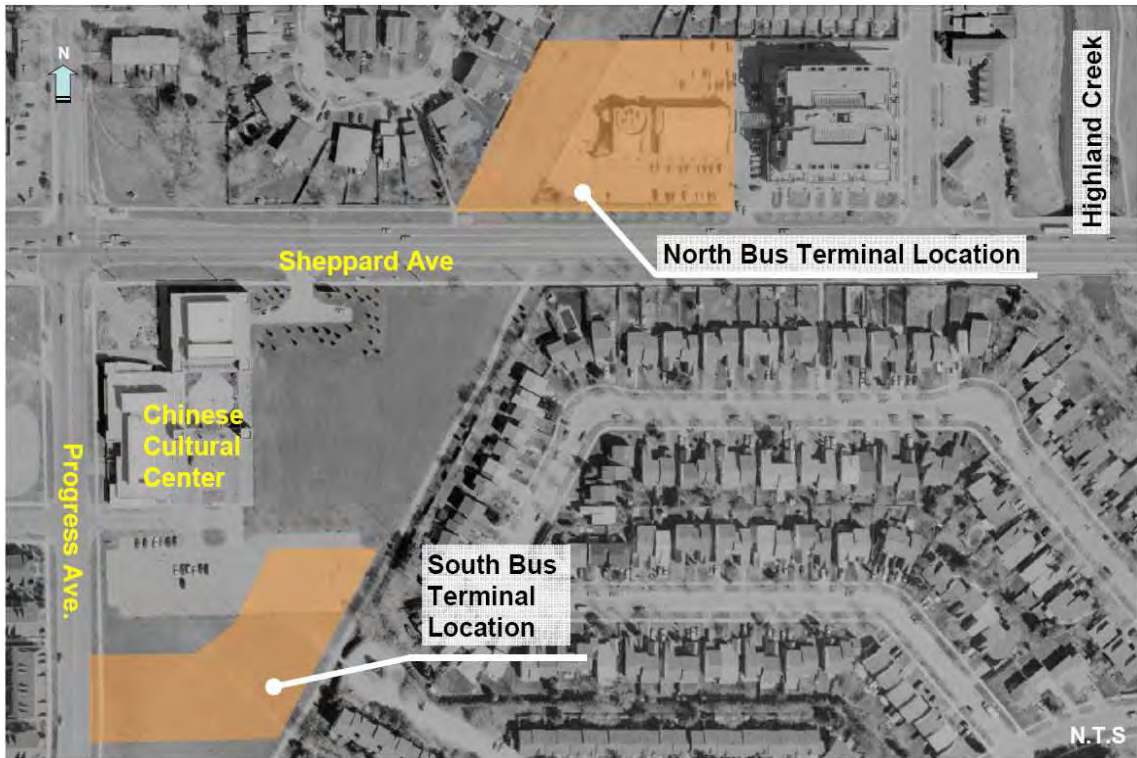 N
Highland Creek
North Bus Terminal Location
Sheppard Ave
Chinese
Cultural
Center
Progress Ave.
South Bus
Terminal
Location
N.T.S